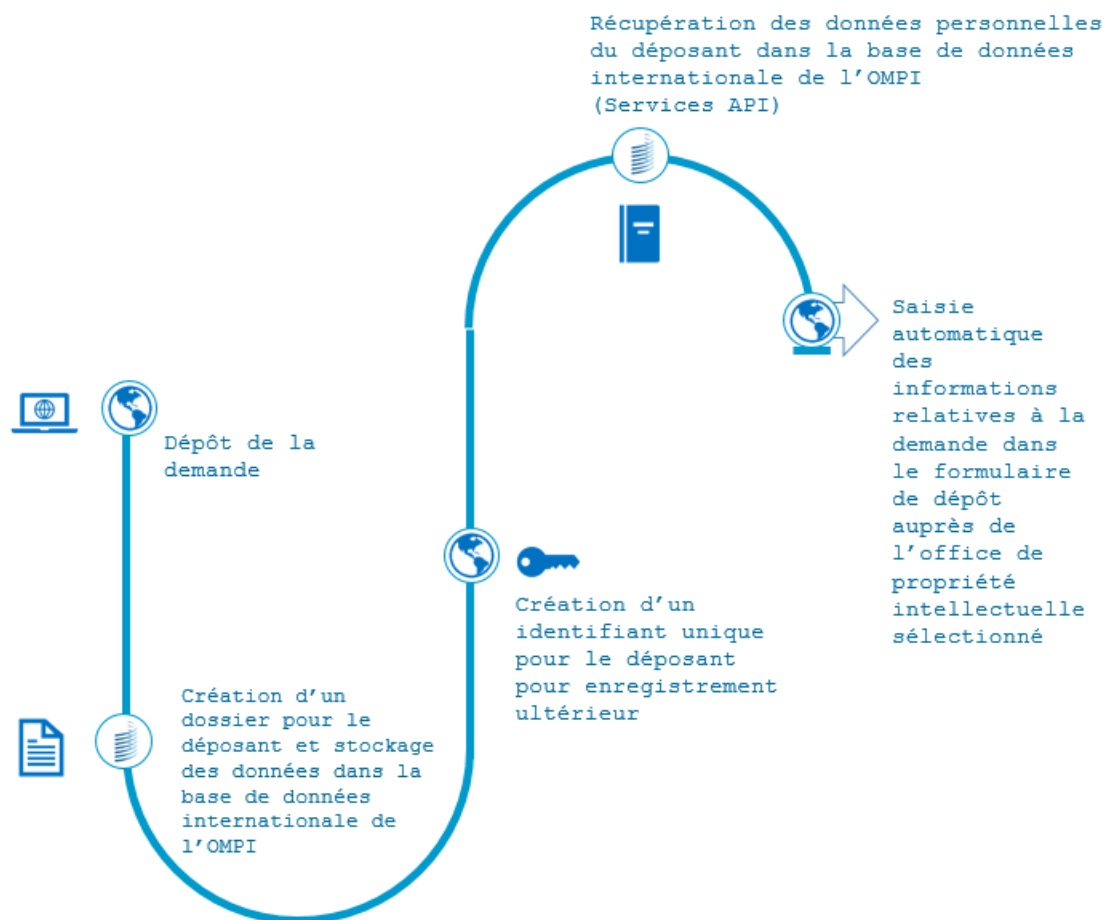 Récupération des données personnelles
du déposant dans la base de données
internationale de l’OMPI
(Services API)
Saisie
automatique
des
informations
relatives à la
demande dans
le formulaire
de dépôt
auprès de
l’office de
propriété
intellectuelle
sélectionné
Dépôt de la
demande
Création d’un
identifiant unique
pour le déposant
pour enregistrement
ultérieur
Création d’un
dossier pour le
déposant et stockage
des données dans la
base de données
internationale de
l’OMPI